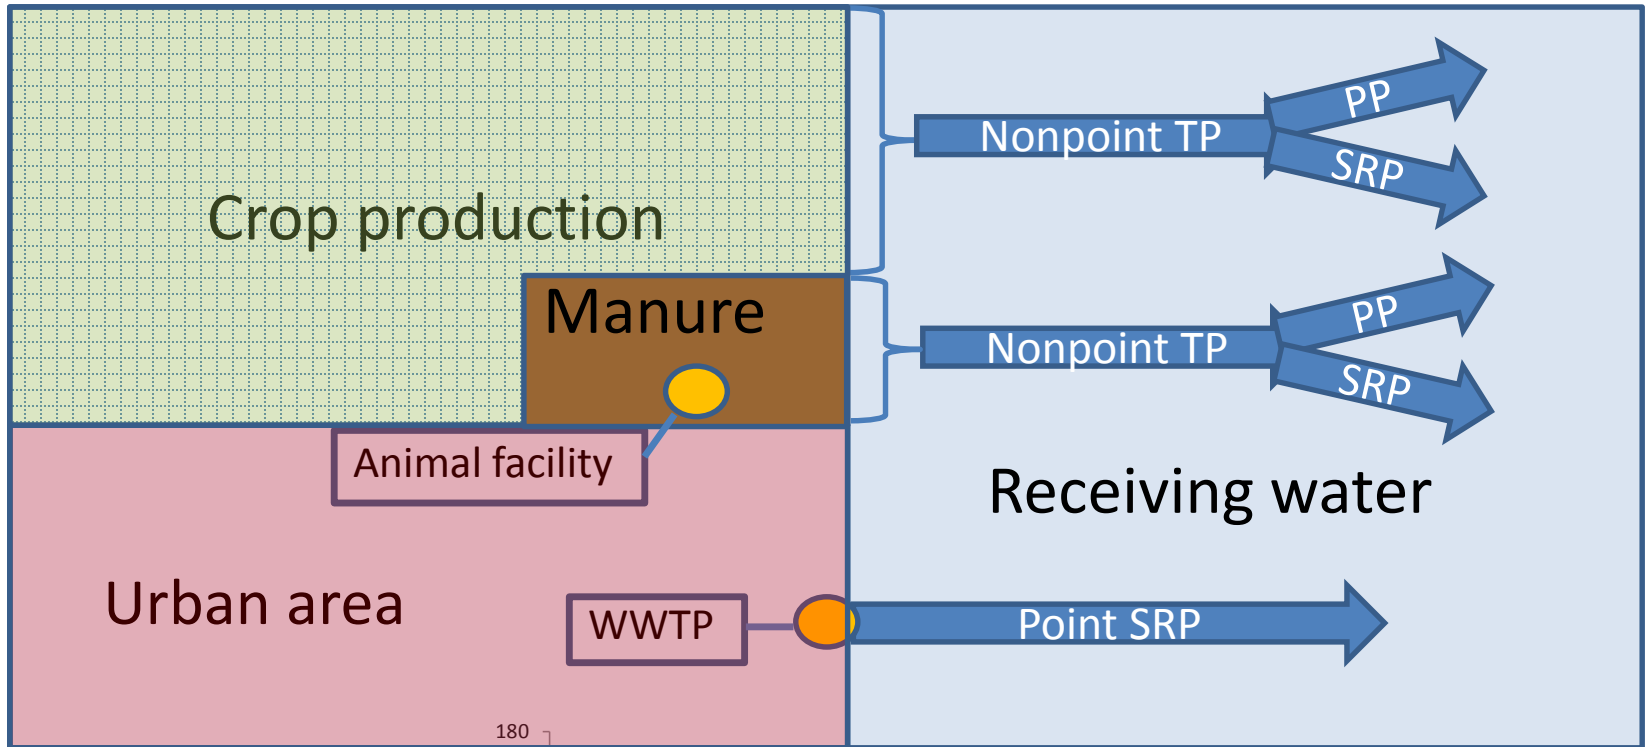 Crop production
Manure
Animal facility
Urban area
WWTP
180
Nonpoint TP
PP
SRP
Nonpoint TP
PP
SRP
Receiving water
Point SRP